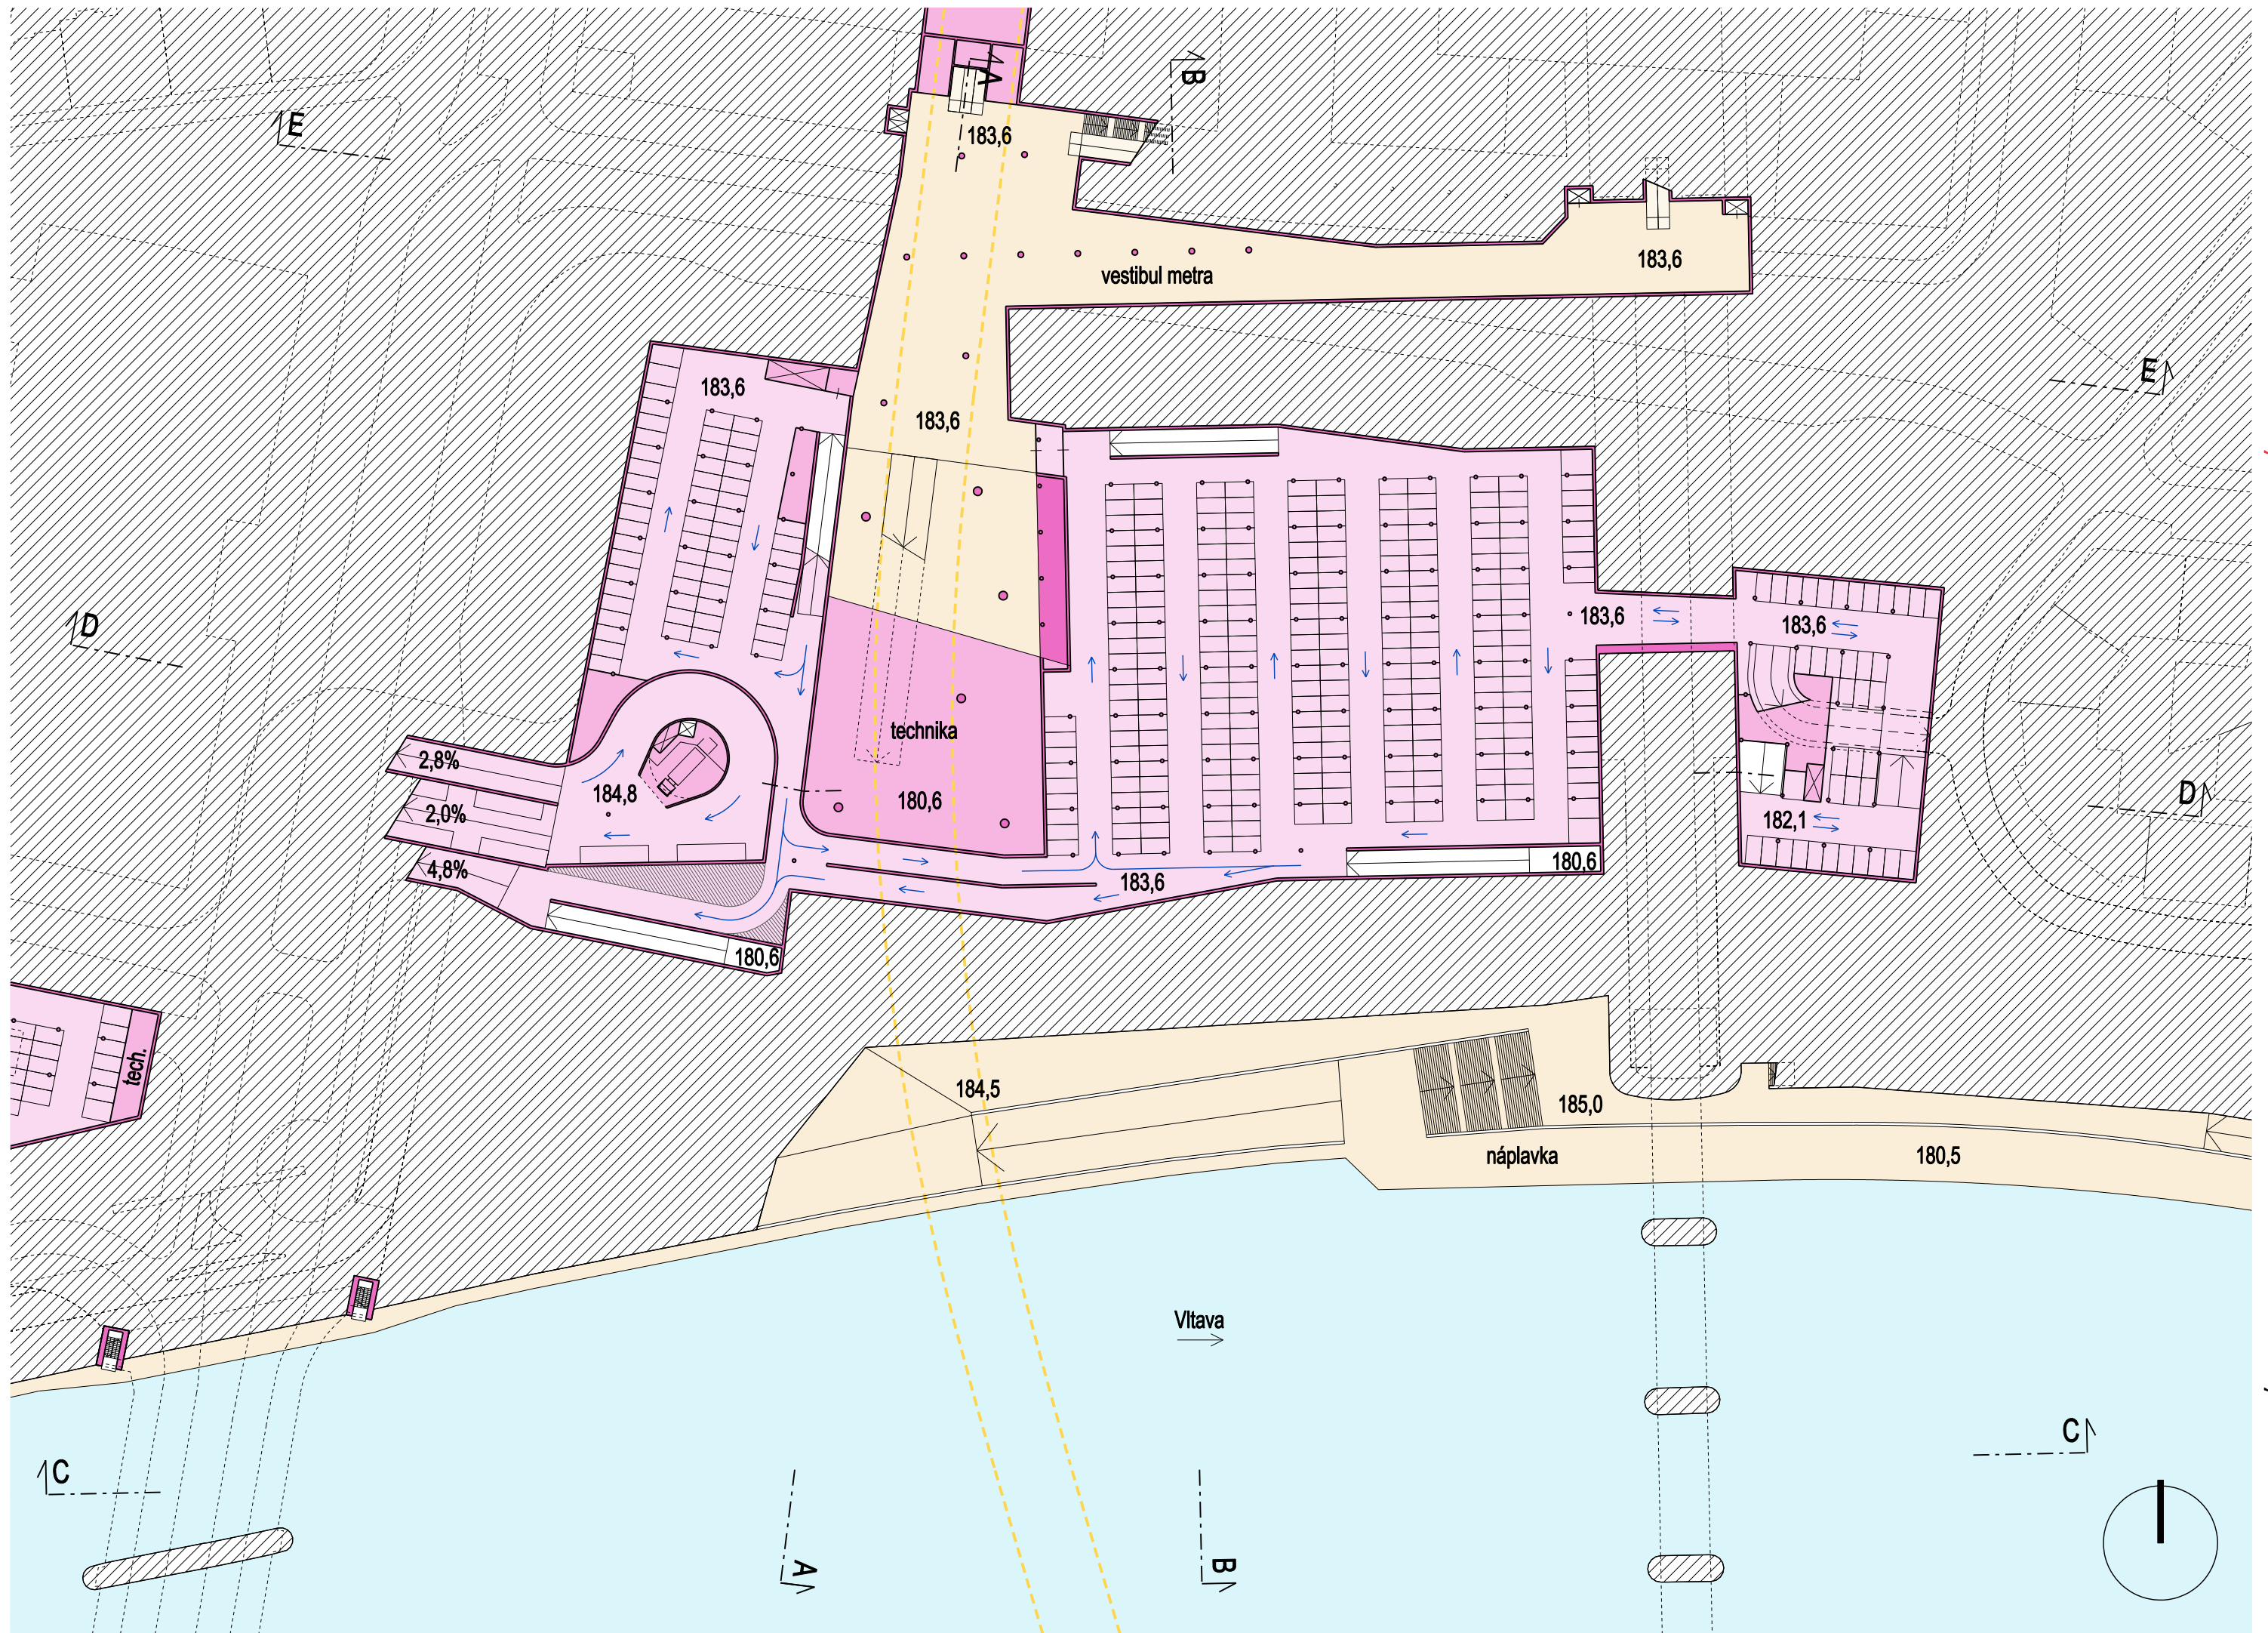 A
B
183,6
E
vestibul metra
183,6
E
183,6
183,6
183,6
183,6
D
technika
2,8%
184,8
180,6
2,0%
D
182,1
4,8%
180,6
183,6
180,6
tech.
184,5
185,0
náplavka
180,5
Vltava
C
C
A
B